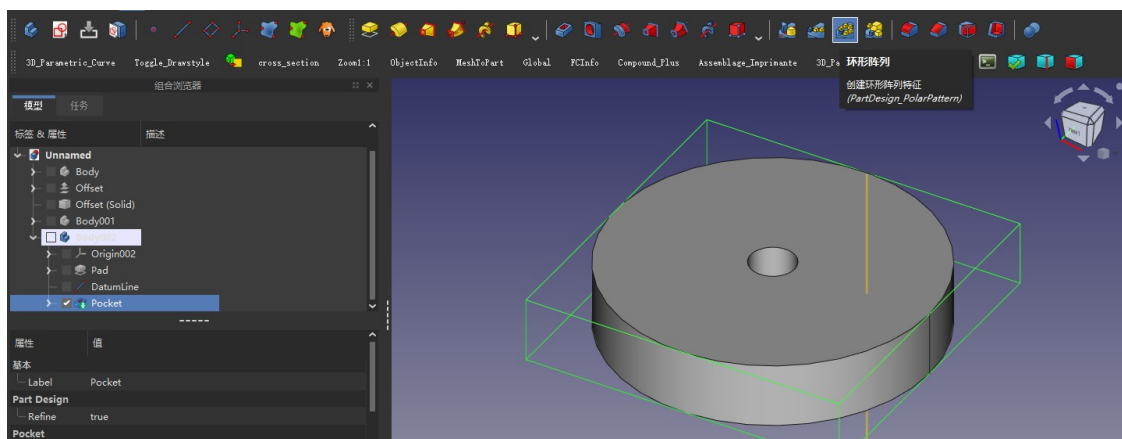 3D_Parametric_Curve Toggle_Drawstyle cross_section Zoom1:1 ObjectInfo MeshToPart Global FCInfo Compound_Plus Assemblage_Imprimante 3D_Pa
环形阵列
创建环形阵列特征
(PartDesign_PolarPattern)
组合浏览器
模型 任务
标签 & 属性 描述
Unnamed
Body
Offset
Offset (Solid)
Body001
Body002
Origin002
Pad
DatumLine
Pocket
属性 值
基本
Label Pocket
Part Design
Refine true
Pocket